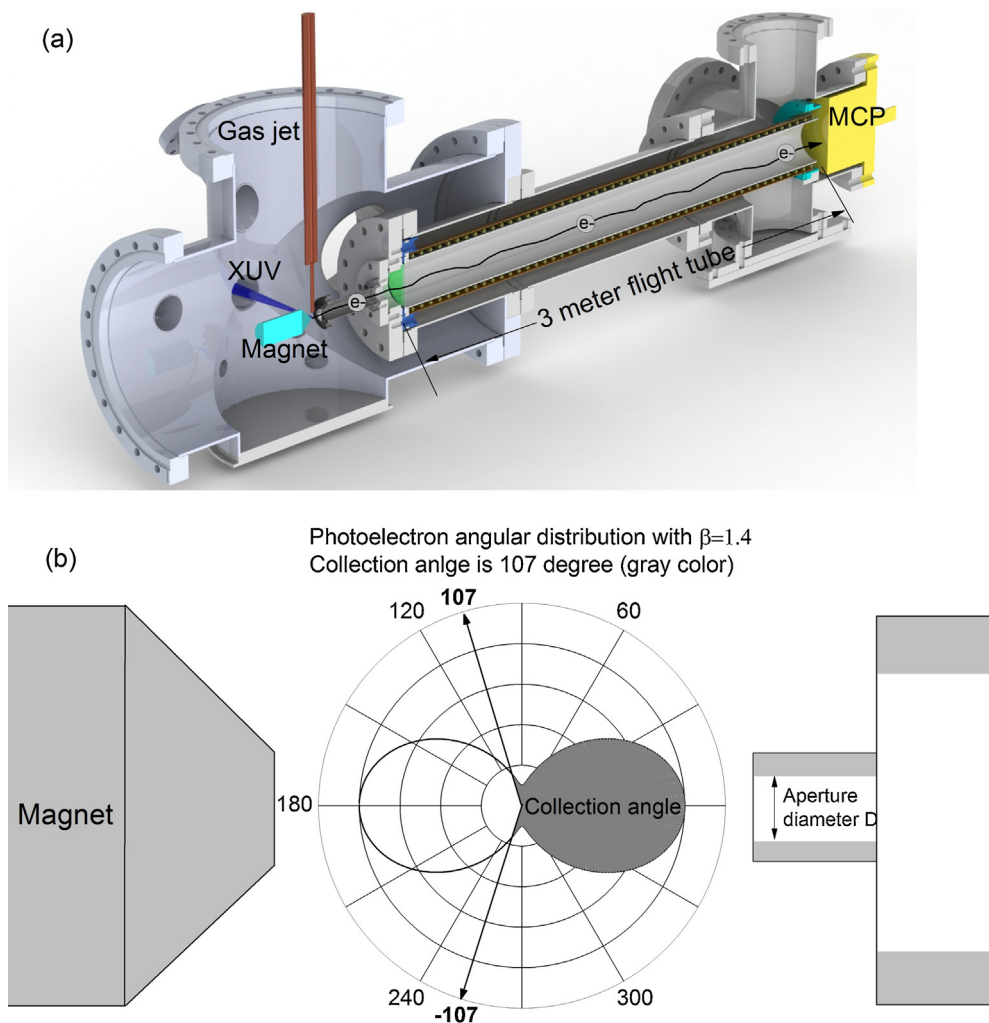 (a)
Gas jet
MCP
e-
e-
XUV
e-
3 meter flight tube
Magnet
(b)
Photoelectron angular distribution with β=1.4
Collection anlge is 107 degree (gray color)
107
120
60
Magnet
180
Collection angle
Aperture
diameter D
240
300
-107